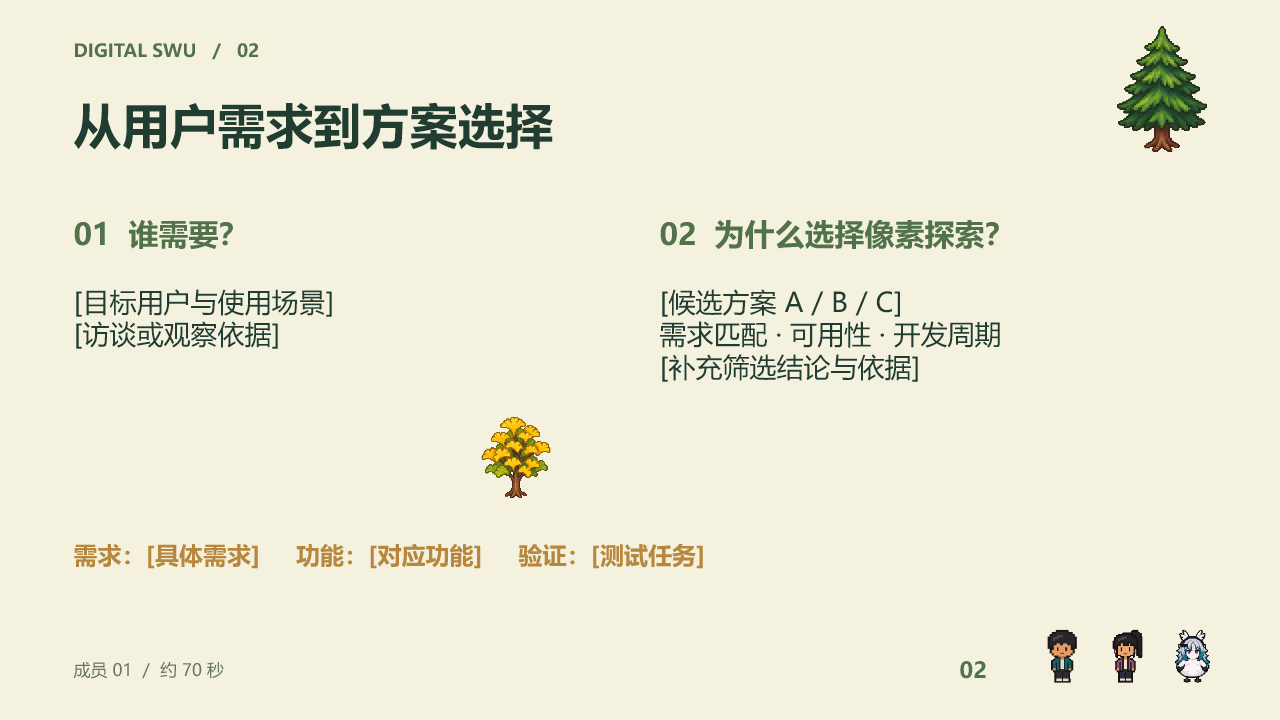 DIGITAL SWU / 02
从用户需求到方案选择
01 谁需要?
[目标用户与使用场景]
[访谈或观察依据]
02 为什么选择像素探索?
[候选方案 A / B / C]
需求匹配 · 可用性 · 开发周期
[补充筛选结论与依据]
需求：[具体需求] 功能：[对应功能] 验证：[测试任务]
成员 01 / 约 70 秒
02